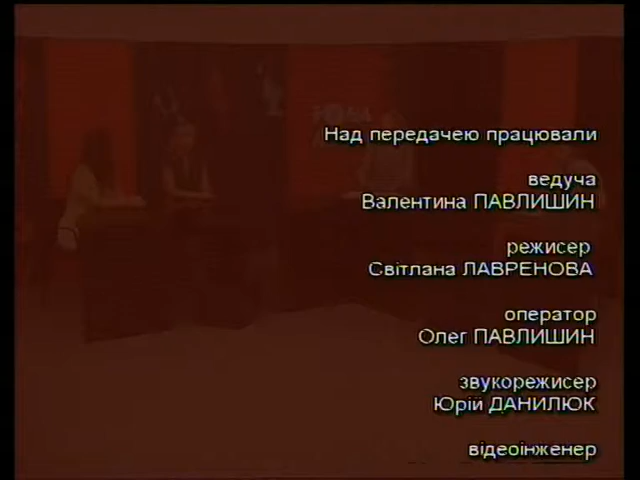 Над передачею працювали
ведуча
Валентина ПАВЛИШИН
режисер
Світлана ЛАВРЕНОВА
оператор
Олег ПАВЛИШИН
звукорежисер
Юрій ДАНИЛЮК
відеоінженер